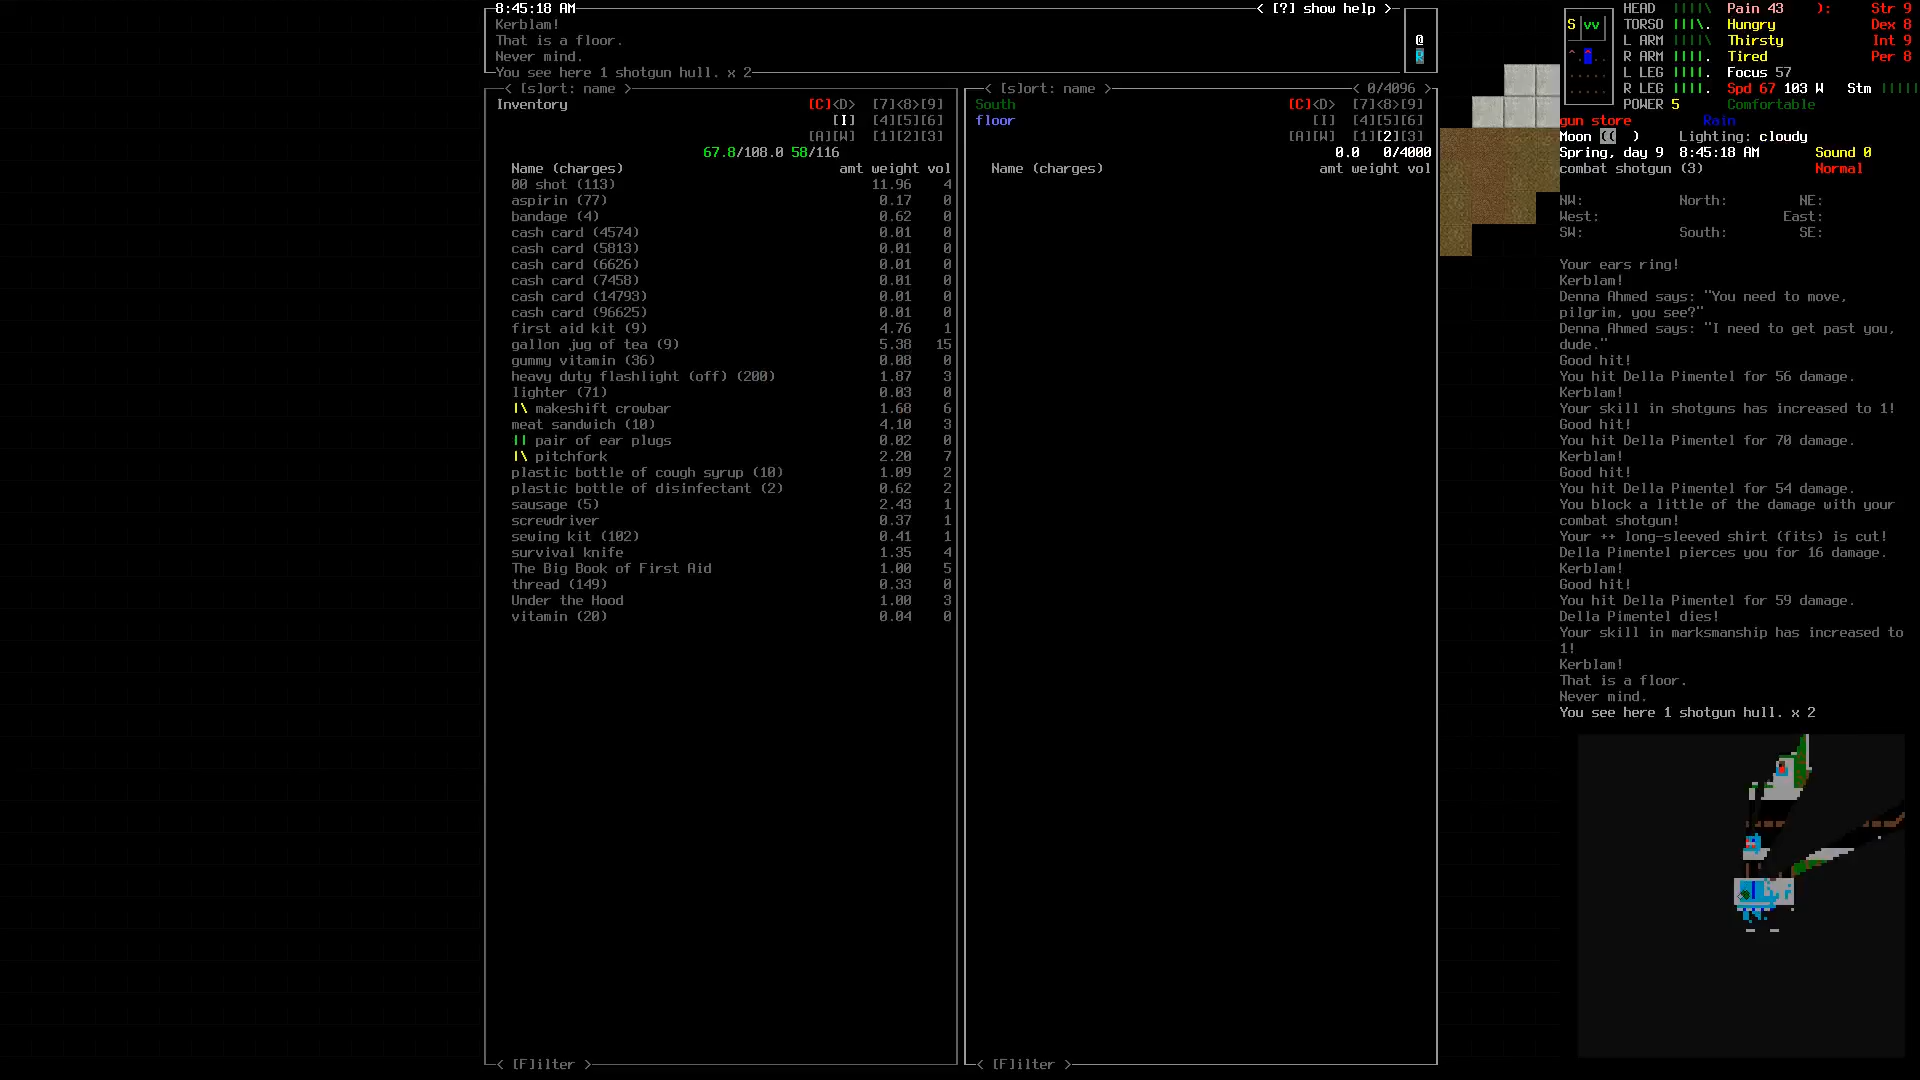 8:45:18 AM < [?] show help >
Kerblam!
That is a floor.
Never mind.
You see here 1 shotgun hull. x 2
@
R
< [s]ort: name >
Inventory [C]<D> [7]<8>[9]
[I] [4][5][6]
[A][W] [1][2][3]
67.8/108.0 58/116
Name (charges) amt weight vol
00 shot (113) 11.96 4
aspirin (77) 0.17 0
bandage (4) 0.62 0
cash card (4574) 0.01 0
cash card (5813) 0.01 0
cash card (6626) 0.01 0
cash card (7458) 0.01 0
cash card (14793) 0.01 0
cash card (96625) 0.01 0
first aid kit (9) 4.76 1
gallon jug of tea (9) 5.38 15
gummy vitamin (36) 0.08 0
heavy duty flashlight (off) (200) 1.87 3
lighter (71) 0.03 0
|\ makeshift crowbar 1.68 6
meat sandwich (10) 4.10 3
|| pair of ear plugs 0.02 0
|\ pitchfork 2.20 7
plastic bottle of cough syrup (10) 1.09 2
plastic bottle of disinfectant (2) 0.62 2
sausage (5) 2.43 1
screwdriver 0.37 1
sewing kit (102) 0.41 1
survival knife 1.35 4
The Big Book of First Aid 1.00 5
thread (149) 0.33 0
Under the Hood 1.00 3
vitamin (20) 0.04 0
< [F]ilter >
< [s]ort: name > < 0/4096 >
South [C]<D> [7]<8>[9]
floor [I] [4][5][6]
[A][W] [1][2][3]
0.0 0/4000
Name (charges) amt weight vol
< [F]ilter >
S vv
HEAD ||||\ Pain 43 ): Str 9
TORSO |||\. Hungry Dex 8
L ARM ||||\ Thirsty Int 9
R ARM ||||. Tired Per 8
L LEG ||||. Focus 57
R LEG ||||. Spd 67 103 W Stm |||||
POWER 5 Comfortable
gun store Rain
Moon (( ) Lighting: cloudy
Spring, day 9 8:45:18 AM Sound 0
combat shotgun (3) Normal
NW: North: NE:
West: East:
SW: South: SE:
Your ears ring!
Kerblam!
Denna Ahmed says: "You need to move,
pilgrim, you see?"
Denna Ahmed says: "I need to get past you,
dude."
Good hit!
You hit Della Pimentel for 56 damage.
Kerblam!
Your skill in shotguns has increased to 1!
Good hit!
You hit Della Pimentel for 70 damage.
Kerblam!
Good hit!
You hit Della Pimentel for 54 damage.
You block a little of the damage with your
combat shotgun!
Your ++ long-sleeved shirt (fits) is cut!
Della Pimentel pierces you for 16 damage.
Kerblam!
Good hit!
You hit Della Pimentel for 59 damage.
Della Pimentel dies!
Your skill in marksmanship has increased to
1!
Kerblam!
That is a floor.
Never mind.
You see here 1 shotgun hull. x 2